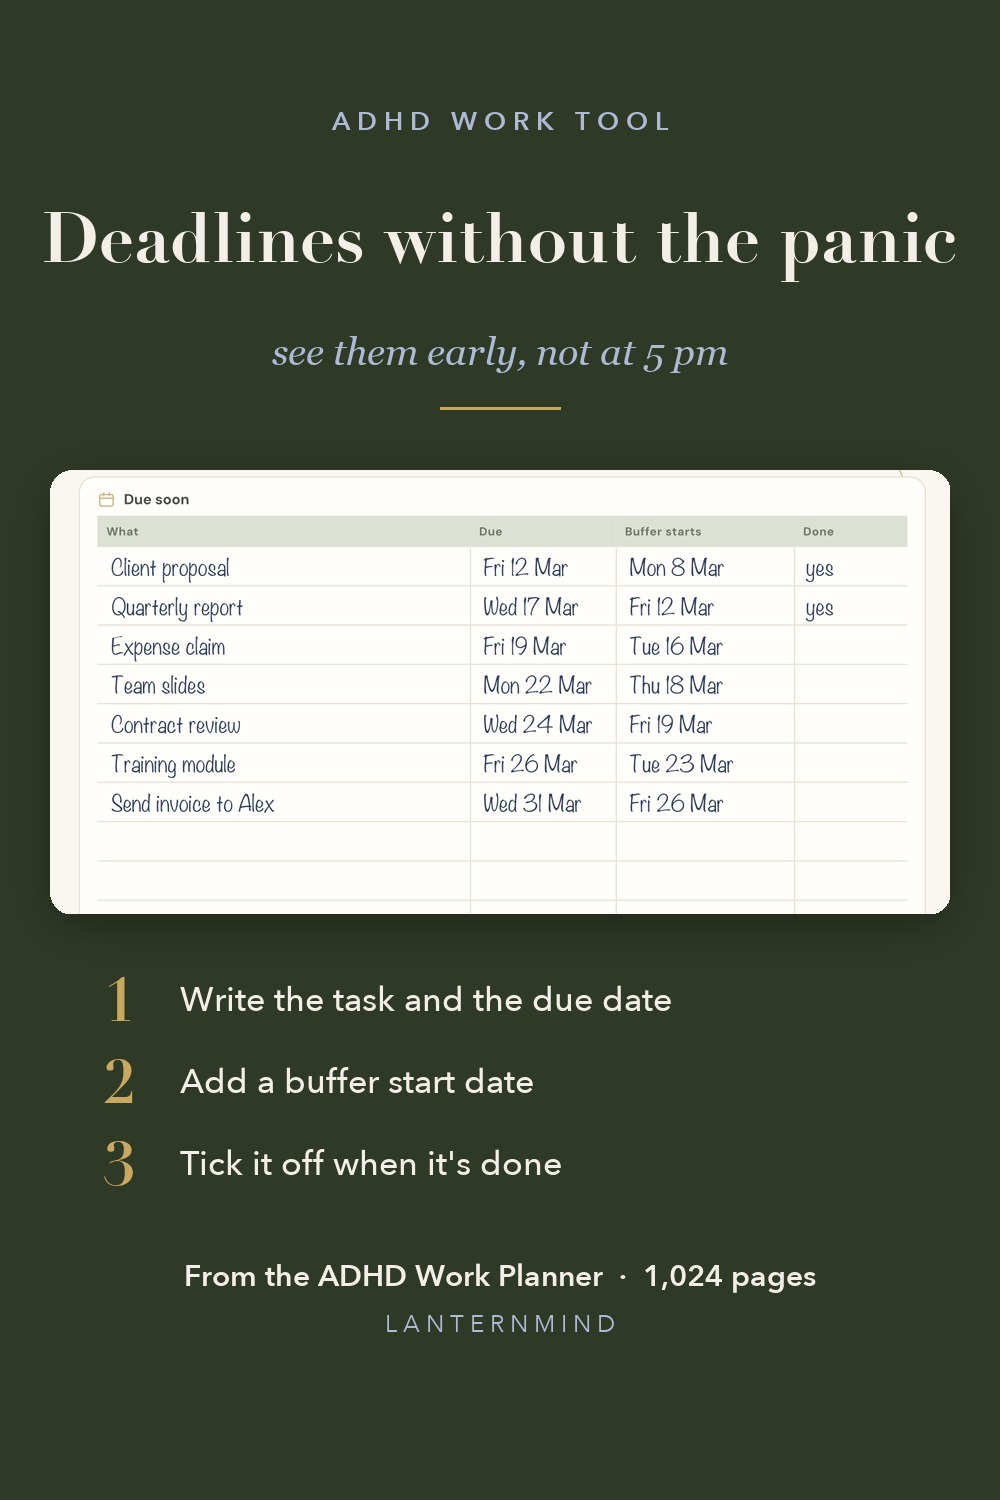 ADHD WORK TOOL
Deadlines without the panic
see them early, not at 5 pm
Due soon
What Due Buffer starts Done
Client proposal Fri 12 Mar Mon 8 Mar yes
Quarterly report Wed 17 Mar Fri 12 Mar yes
Expense claim Fri 19 Mar Tue 16 Mar
Team slides Mon 22 Mar Thu 18 Mar
Contract review Wed 24 Mar Fri 19 Mar
Training module Fri 26 Mar Tue 23 Mar
Send invoice to Alex Wed 31 Mar Fri 26 Mar
1 Write the task and the due date
2 Add a buffer start date
3 Tick it off when it's done
From the ADHD Work Planner · 1,024 pages
LANTERNMIND